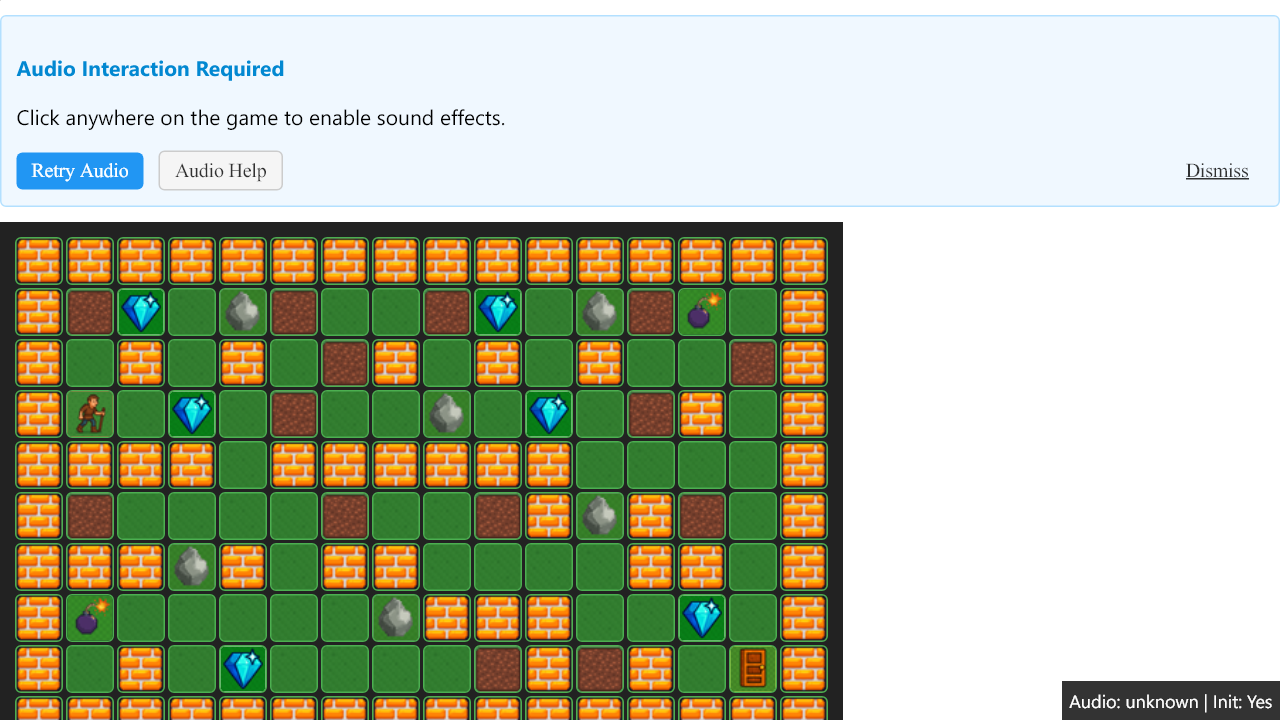 Audio Interaction Required
Click anywhere on the game to enable sound effects.
Retry Audio Audio Help Dismiss
Audio: unknown | Init: Yes